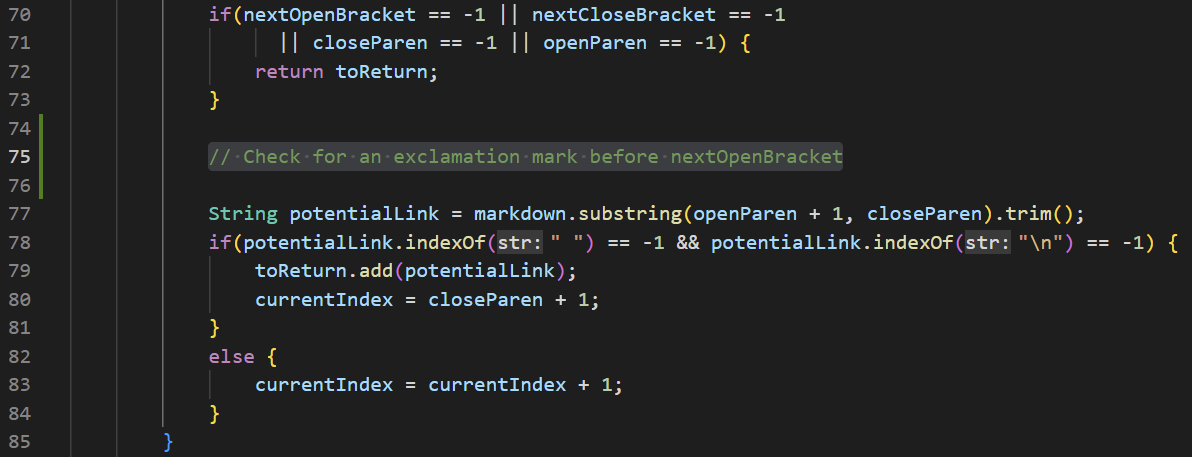 70 if(nextOpenBracket == -1 || nextCloseBracket == -1
71 || closeParen == -1 || openParen == -1) {
72 return toReturn;
73 }
74
75 // Check for an exclamation mark before nextOpenBracket
76
77 String potentialLink = markdown.substring(openParen + 1, closeParen).trim();
78 if(potentialLink.indexOf(str: " ") == -1 && potentialLink.indexOf(str: "\n") == -1) {
79 toReturn.add(potentialLink);
80 currentIndex = closeParen + 1;
81 }
82 else {
83 currentIndex = currentIndex + 1;
84 }
85 }